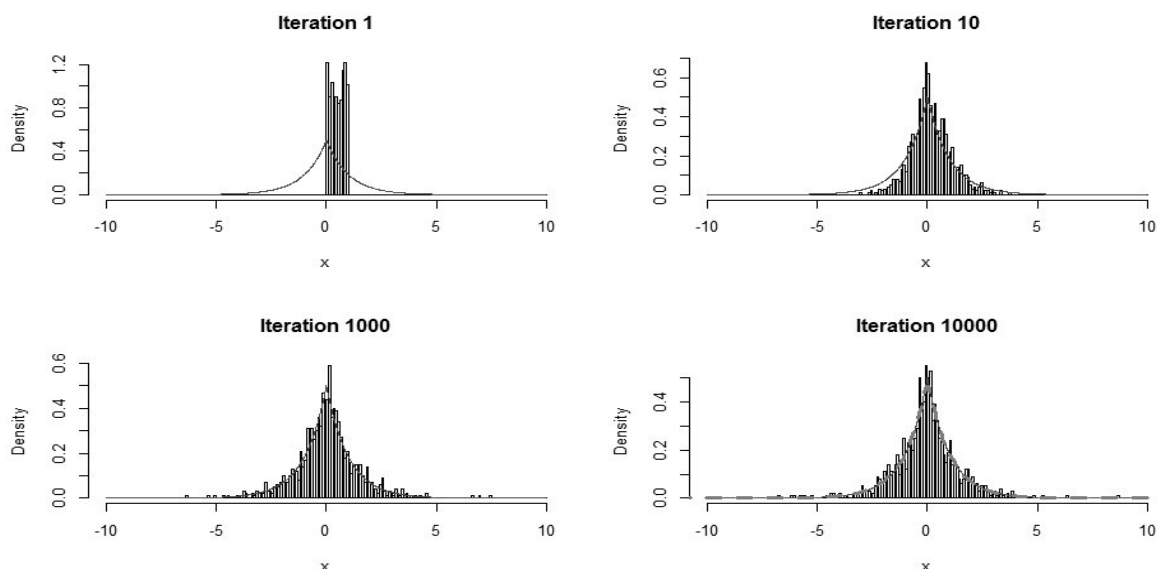 Iteration 1
Density
0.0 0.4 0.8 1.2
-10 -5 0 5 10
x
Iteration 10
Density
0.0 0.2 0.4 0.6
-10 -5 0 5 10
x
Iteration 1000
Density
0.0 0.2 0.4 0.6
-10 -5 0 5 10
x
Iteration 10000
Density
0.0 0.2 0.4
-10 -5 0 5 10
x